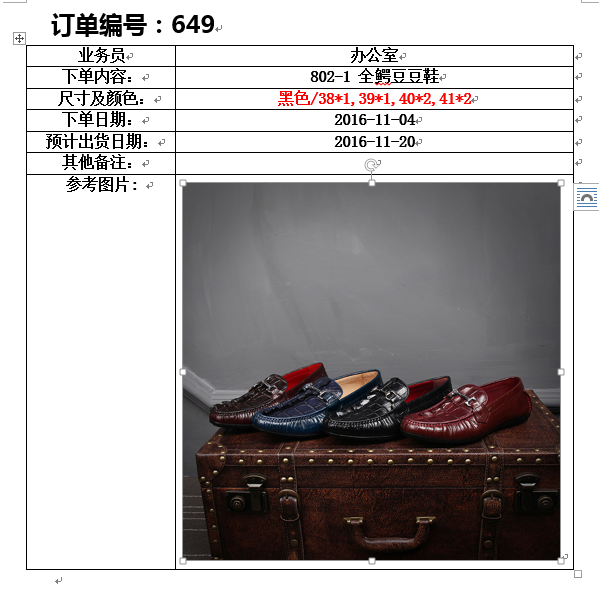 订单编号：649
业务员 办公室
下单内容： 802-1 全鳄豆豆鞋
尺寸及颜色： 黑色/38*1,39*1,40*2,41*2
下单日期： 2016-11-04
预计出货日期： 2016-11-20
其他备注：
参考图片：